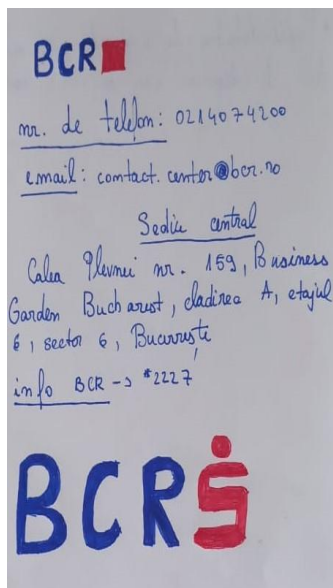 BCR
nr. de telefon: 0214074200
email: contact.center@bcr.ro
Sediu central
Calea Plevnei nr. 159, Business
Garden Bucharest, cladirea A, etajul
6, sector 6, București
info BCR -> *2227
BCR